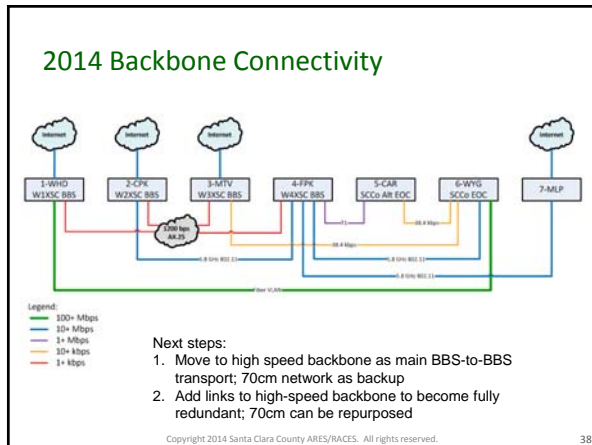 2014 Backbone Connectivity
Internet
Internet
Internet
Internet
1-WHD
W1XSC BBS
2-CPK
W2XSC BBS
3-MTV
W3XSC BBS
4-FPK
W4XSC BBS
5-CAR
SCCo Alt EOC
6-WYG
SCCo EOC
7-MLP
1200 bps
AX.25
T1
38.4 kbps
38.4 kbps
5.8 GHz 802.11
5.8 GHz 802.11
5.8 GHz 802.11
Fiber VLAN
Legend:
100+ Mbps
10+ Mbps
1+ Mbps
10+ kbps
1+ kbps
Next steps:
1. Move to high speed backbone as main BBS-to-BBS
transport; 70cm network as backup
2. Add links to high-speed backbone to become fully
redundant; 70cm can be repurposed
Copyright 2014 Santa Clara County ARES/RACES. All rights reserved.
38